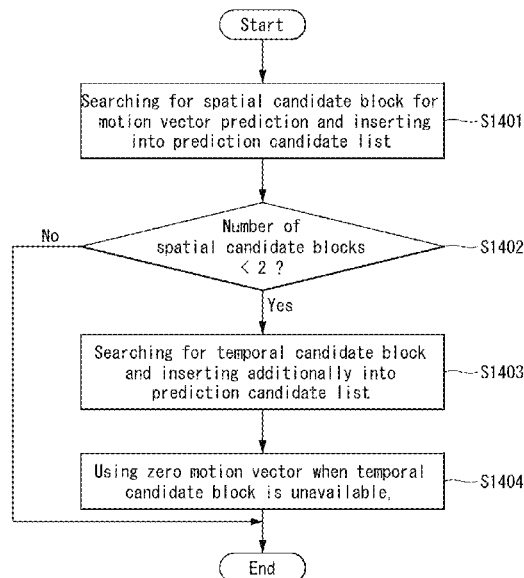 Start
Searching for spatial candidate block for
motion vector prediction and inserting
into prediction candidate list
S1401
Number of
spatial candidate blocks
< 2 ?
S1402
No
Yes
Searching for temporal candidate block
and inserting additionally into
prediction candidate list
S1403
Using zero motion vector when temporal
candidate block is unavailable,
S1404
End